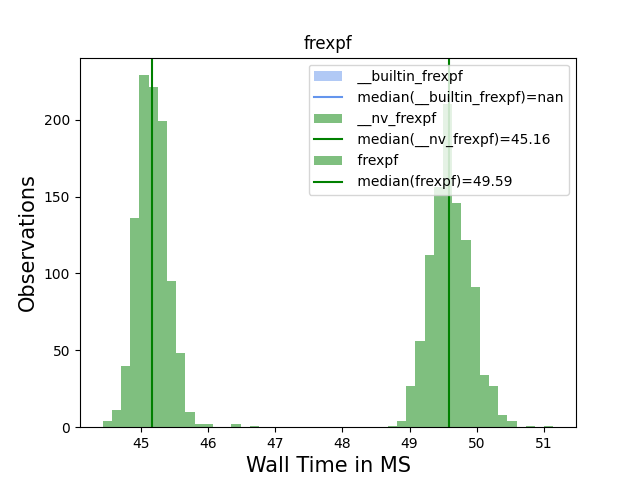 frexpf
__builtin_frexpf
median(__builtin_frexpf)=nan
__nv_frexpf
median(__nv_frexpf)=45.16
frexpf
median(frexpf)=49.59
Observations
200
150
100
50
0
45 46 47 48 49 50 51
Wall Time in MS